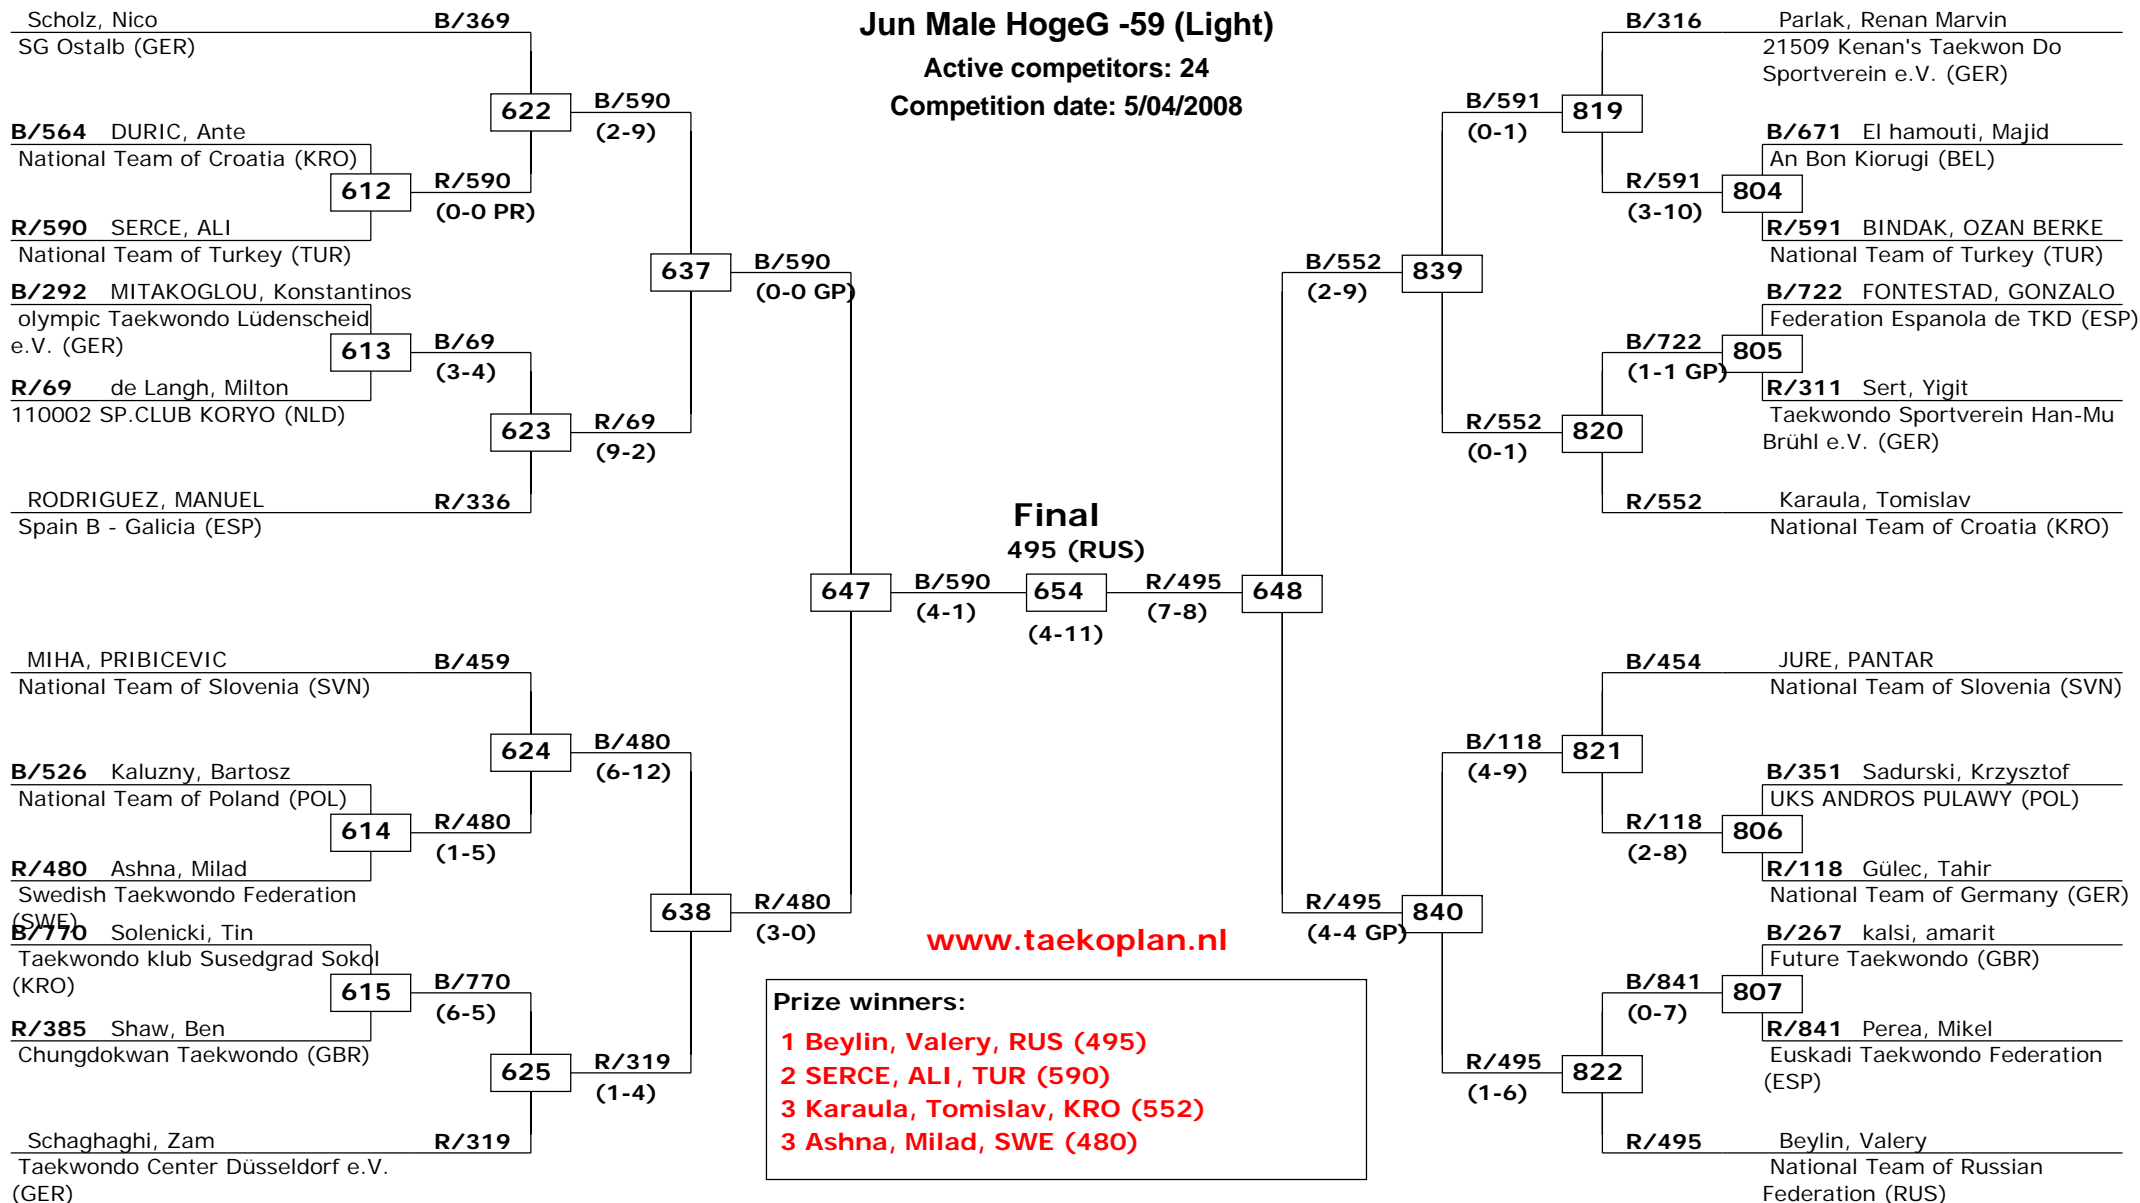 Jun Male HogeG -59 (Light)
Active competitors: 24
Competition date: 5/04/2008
Scholz, Nico B/369
SG Ostalb (GER)
622
B/590
(2-9)
B/564 DURIC, Ante
National Team of Croatia (KRO)
612
R/590
(0-0 PR)
R/590 SERCE, ALI
National Team of Turkey (TUR)
637
B/590
(0-0 GP)
B/292 MITAKOGLOU, Konstantinos
olympic Taekwondo Lüdenscheid
e.V. (GER)
613
B/69
(3-4)
R/69 de Langh, Milton
110002 SP.CLUB KORYO (NLD)
623
R/69
(9-2)
RODRIGUEZ, MANUEL R/336
Spain B - Galicia (ESP)
647
B/590
(4-1)
MIHA, PRIBICEVIC B/459
National Team of Slovenia (SVN)
624
B/480
(6-12)
B/526 Kaluzny, Bartosz
National Team of Poland (POL)
614
R/480
(1-5)
R/480 Ashna, Milad
Swedish Taekwondo Federation
(SWE)
638
R/480
(3-0)
B/770 Solenicki, Tin
Taekwondo klub Susedgrad Sokol
(KRO)
615
B/770
(6-5)
R/385 Shaw, Ben
Chungdokwan Taekwondo (GBR)
625
R/319
(1-4)
Schaghaghi, Zam R/319
Taekwondo Center Düsseldorf e.V.
(GER)
Final
495 (RUS)
654
(4-11)
R/495
(7-8)
648
B/316 Parlak, Renan Marvin
21509 Kenan's Taekwon Do
Sportverein e.V. (GER)
B/591
(0-1)
819
B/671 El hamouti, Majid
An Bon Kiorugi (BEL)
R/591
(3-10)
804
R/591 BINDAK, OZAN BERKE
National Team of Turkey (TUR)
B/552
(2-9)
839
B/722 FONTESTAD, GONZALO
Federation Espanola de TKD (ESP)
B/722
(1-1 GP)
805
R/311 Sert, Yigit
Taekwondo Sportverein Han-Mu
Brühl e.V. (GER)
R/552
(0-1)
820
R/552 Karaula, Tomislav
National Team of Croatia (KRO)
B/454 JURE, PANTAR
National Team of Slovenia (SVN)
B/118
(4-9)
821
B/351 Sadurski, Krzysztof
UKS ANDROS PULAWY (POL)
R/118
(2-8)
806
R/118 Gülec, Tahir
National Team of Germany (GER)
R/495
(4-4 GP)
840
B/267 kalsi, amarit
Future Taekwondo (GBR)
B/841
(0-7)
807
R/841 Perea, Mikel
Euskadi Taekwondo Federation
(ESP)
R/495
(1-6)
822
R/495 Beylin, Valery
National Team of Russian
Federation (RUS)
www.taekoplan.nl
Prize winners:
1 Beylin, Valery, RUS (495)
2 SERCE, ALI, TUR (590)
3 Karaula, Tomislav, KRO (552)
3 Ashna, Milad, SWE (480)